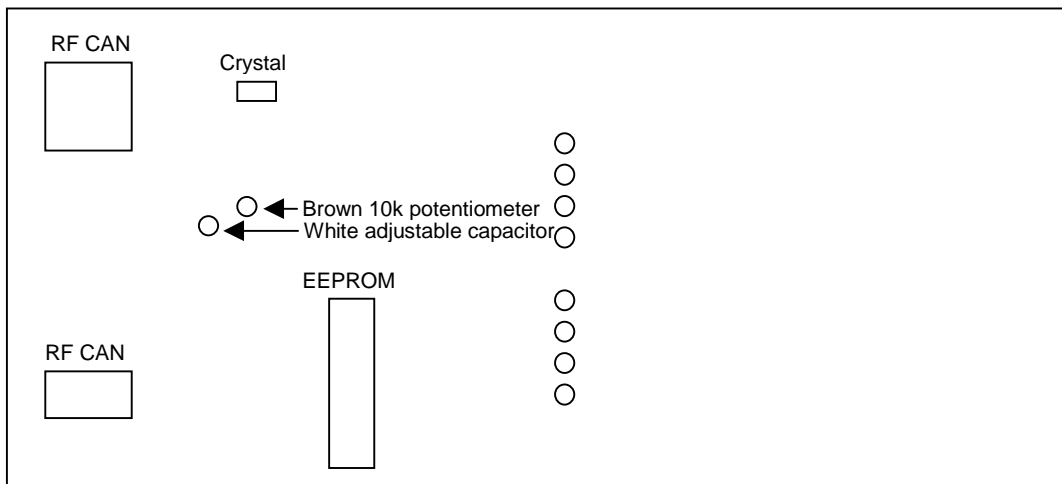 RF CAN
Crystal
Brown 10k potentiometer
White adjustable capacitor
EEPROM
RF CAN